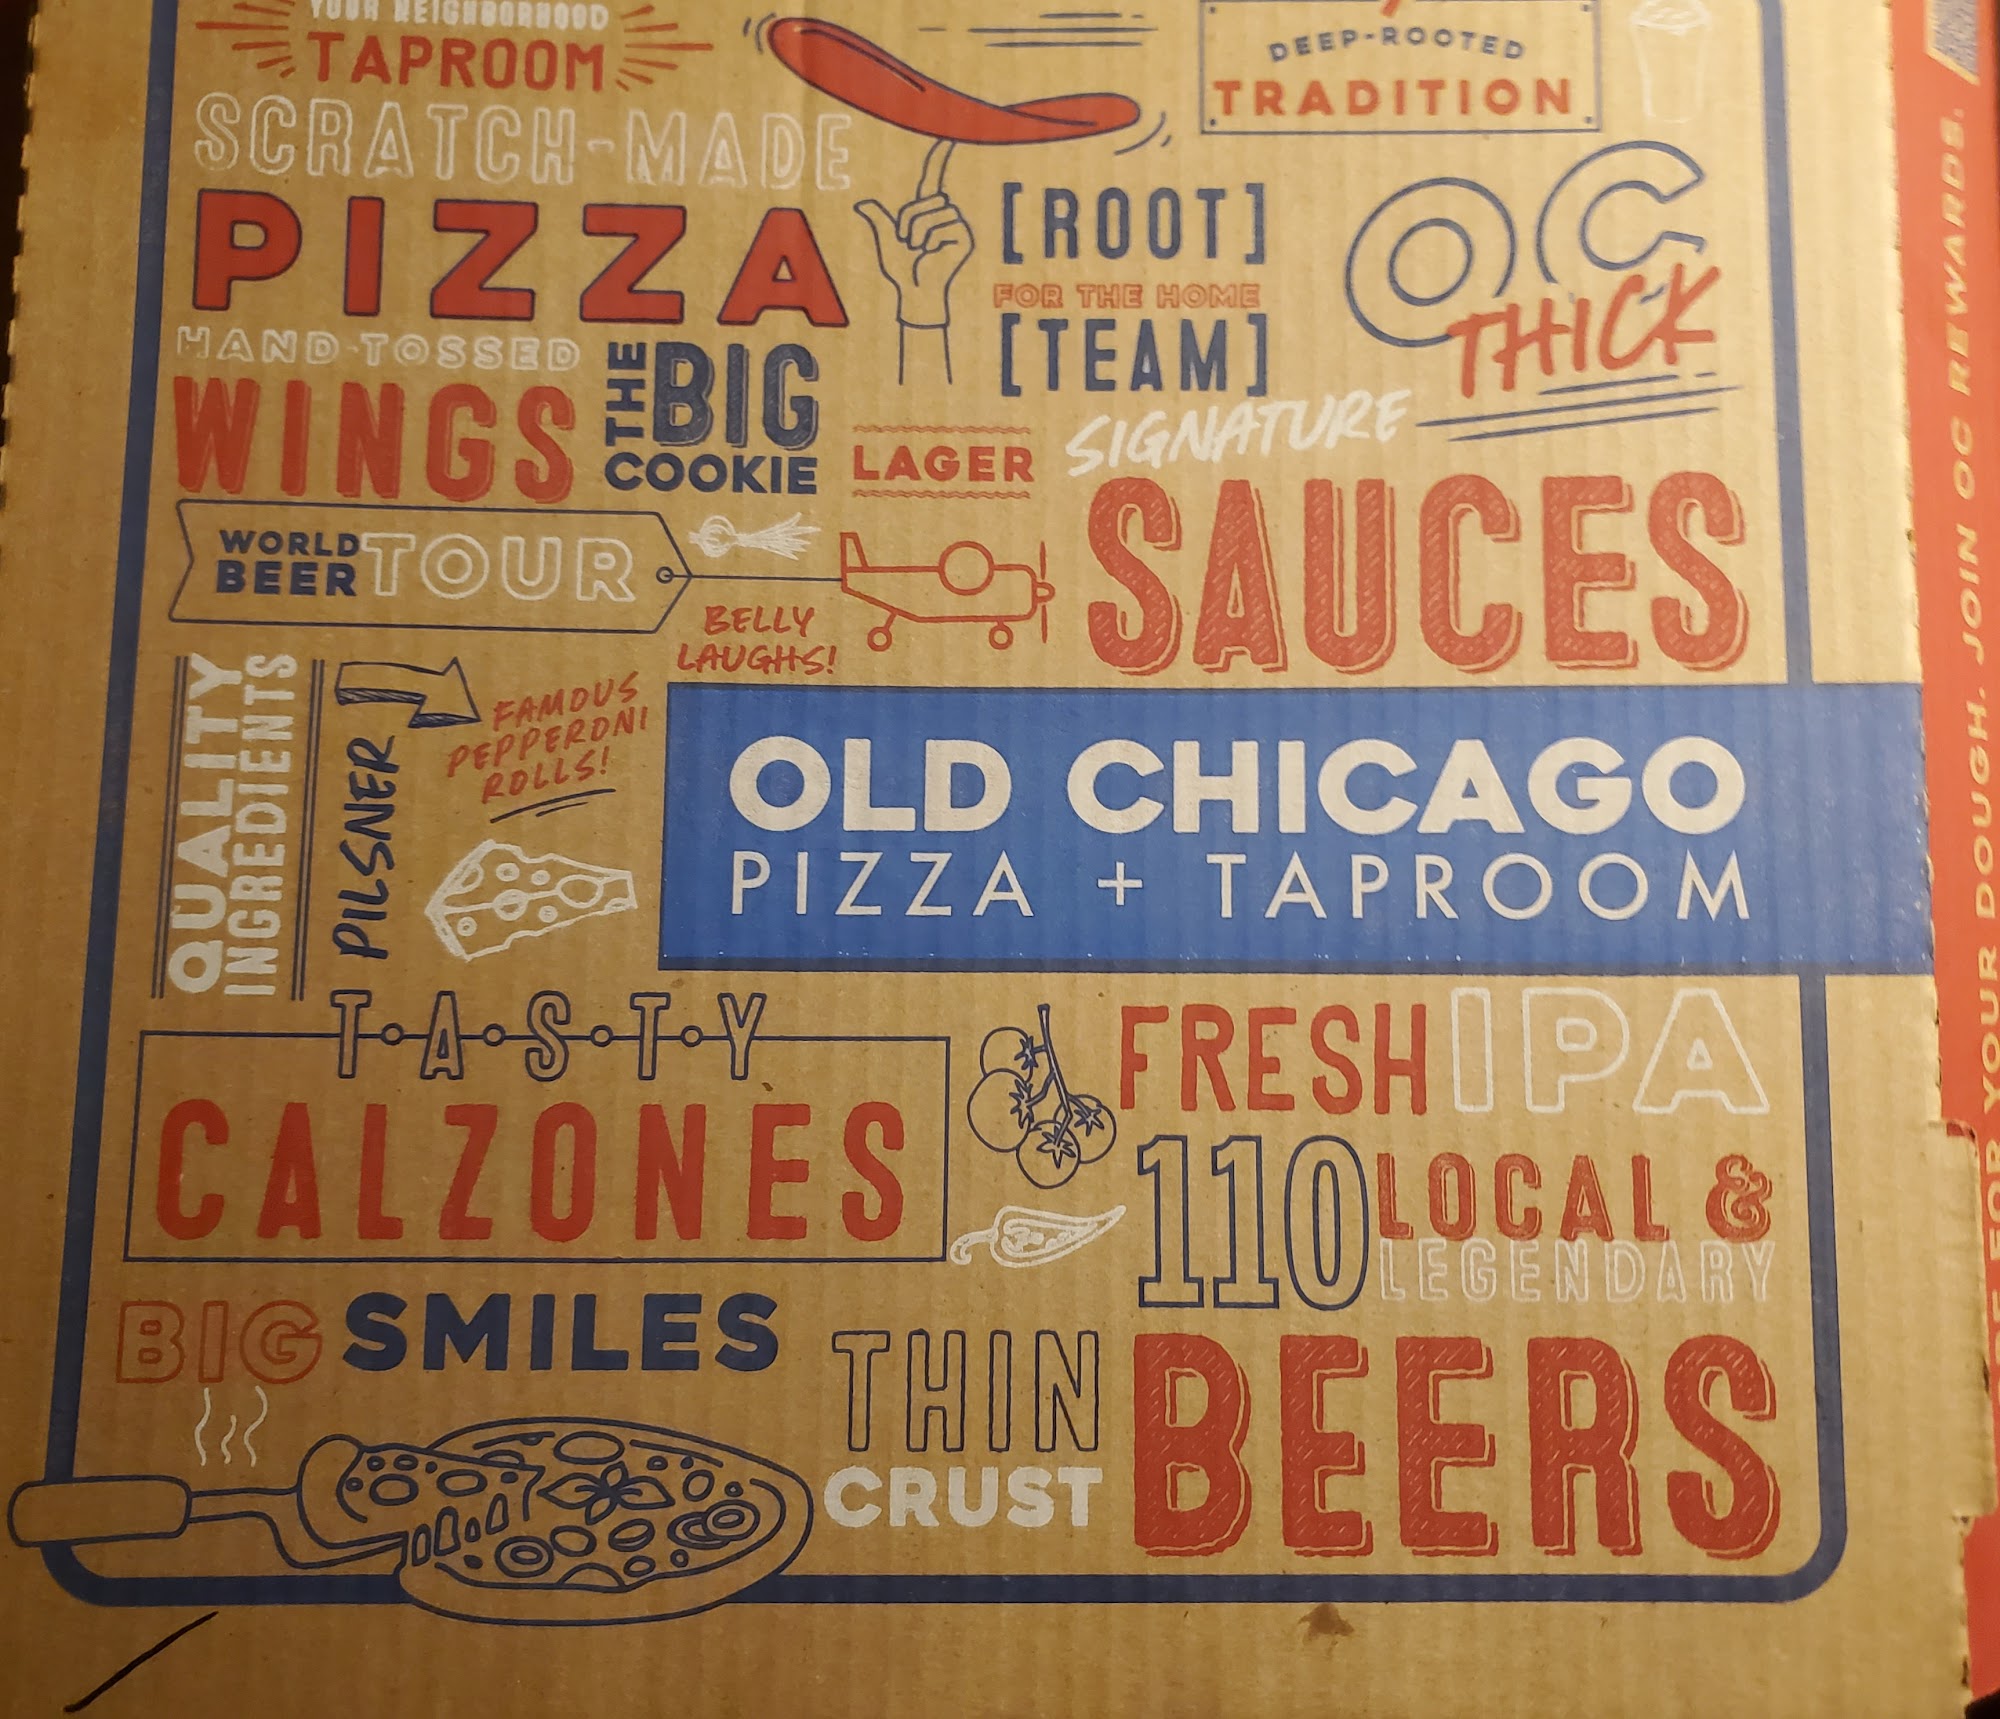 YOUR NEIGHBORHOOD
TAPROOM
DEEP-ROOTED
TRADITION
SCRATCH-MADE
PIZZA
[ROOT]
FOR THE HOME
[TEAM]
OC
THICK
HAND-TOSSED
WINGS
THE BIG
COOKIE
LAGER
SIGNATURE
SAUCES
WORLD
BEER TOUR
BELLY
LAUGHS!
QUALITY
INGREDIENTS
PILSNER
FAMOUS
PEPPERONI
ROLLS!
OLD CHICAGO
PIZZA + TAPROOM
T·A·S·T·Y
CALZONES
FRESH IPA
110 LOCAL &
LEGENDARY
BEERS
BIG SMILES
THIN
CRUST
FOR YOUR DOUGH. JOIN OC REWARDS.